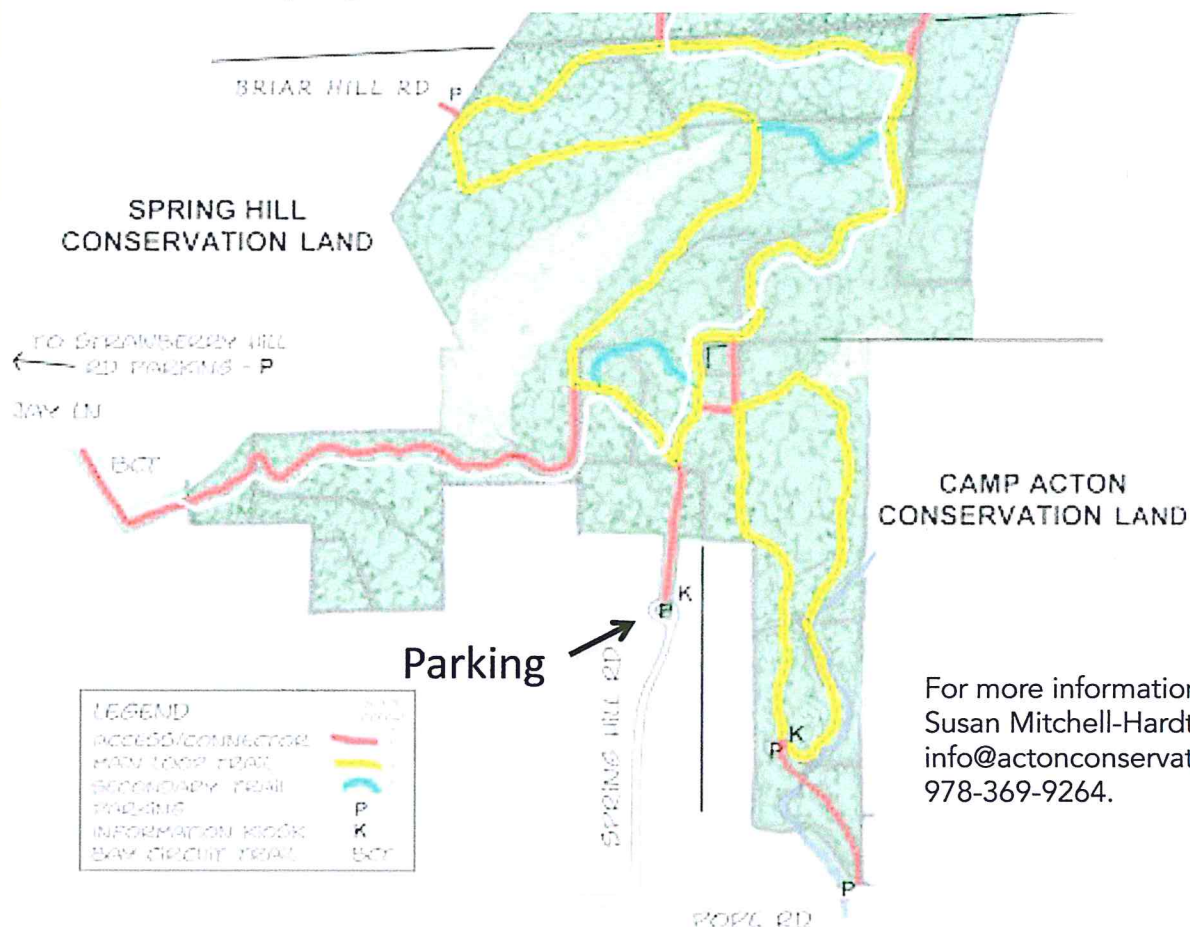 BRIAR HILL RD P
SPRING HILL
CONSERVATION LAND
TO STRAWBERRY HILL
RD PARKING - P
JAY LN
BCT
CAMP ACTON
CONSERVATION LAND
K
P
Parking
SPRING HILL RD
K
P
P
POPE RD
LEGEND
ACCESS/CONNECTOR
MAIN LOOP TRAIL
SECONDARY TRAIL
PARKING P
INFORMATION KIOSK K
BAY CIRCUIT TRAIL BCT
For more information
Susan Mitchell-Hardt
info@actonconservat
978-369-9264.